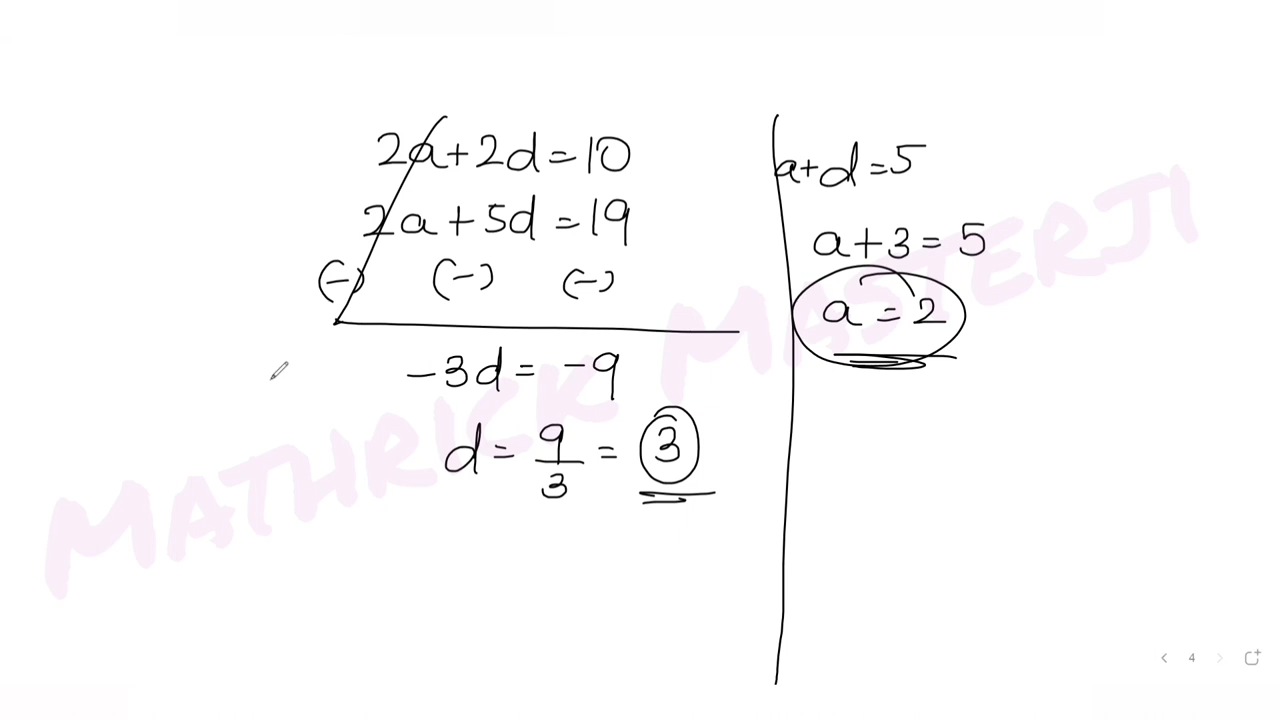 2a+2d=10
2a+5d=19
(-) (-) (-)
-3d=-9
d=9/3=3
a+d=5
a+3=5
a=2
MATHRICK MASTERJI
< 4 >